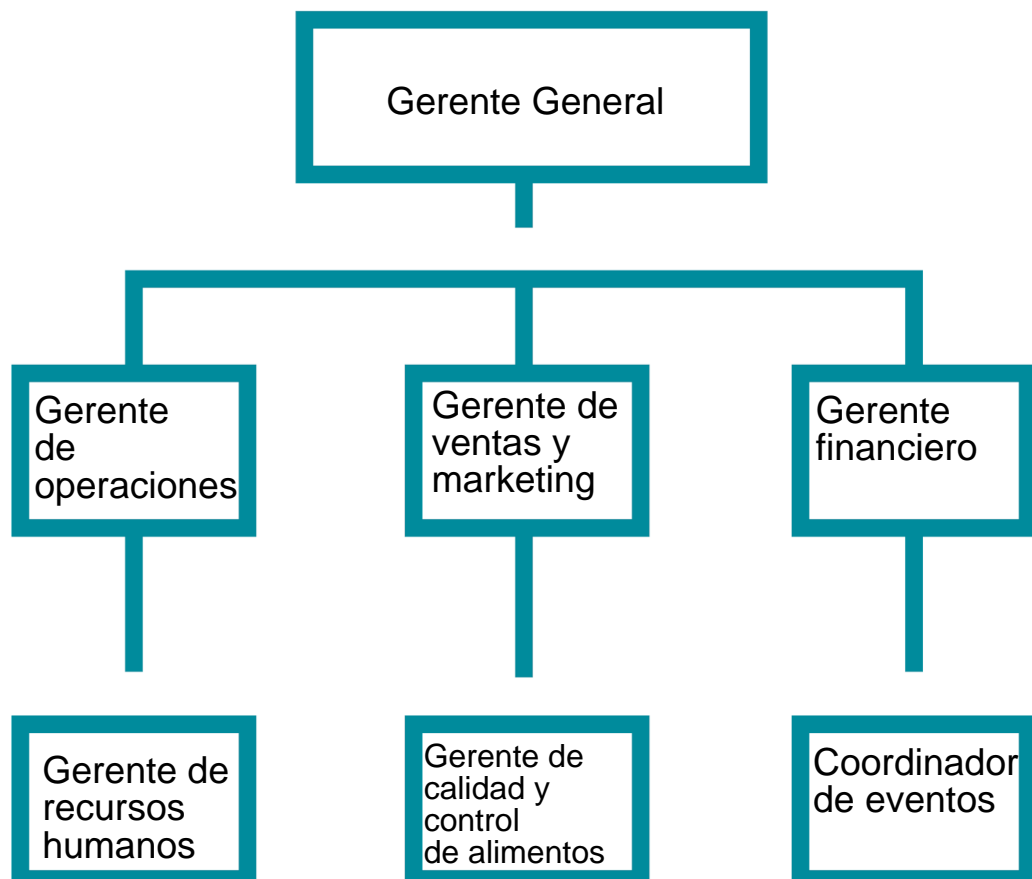 Gerente General
Gerente
de
operaciones
Gerente de
ventas y
marketing
Gerente
financiero
Gerente de
recursos
humanos
Gerente de
calidad y
control
de alimentos
Coordinador
de eventos